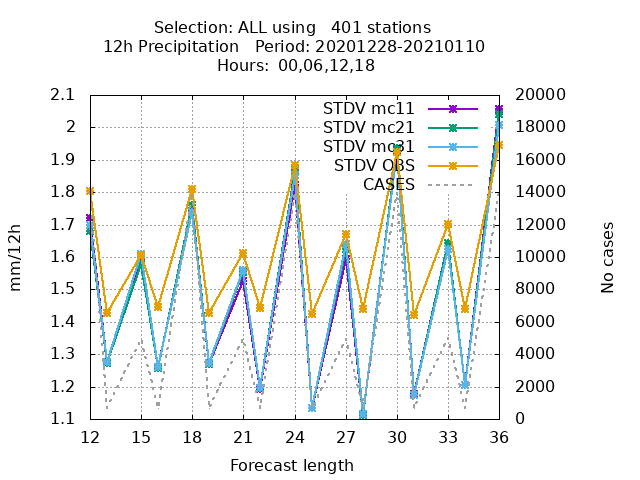 Selection: ALL using   401 stations
12h Precipitation   Period: 20201228-20210110
Hours:  00,06,12,18
2.1
2
1.9
1.8
1.7
1.6
1.5
1.4
1.3
1.2
1.1
mm/12h
STDV mc11
STDV mc21
STDV mc31
STDV OBS
CASES
20000
18000
16000
14000
12000
10000
8000
6000
4000
2000
0
No cases
12 15 18 21 24 27 30 33 36
Forecast length